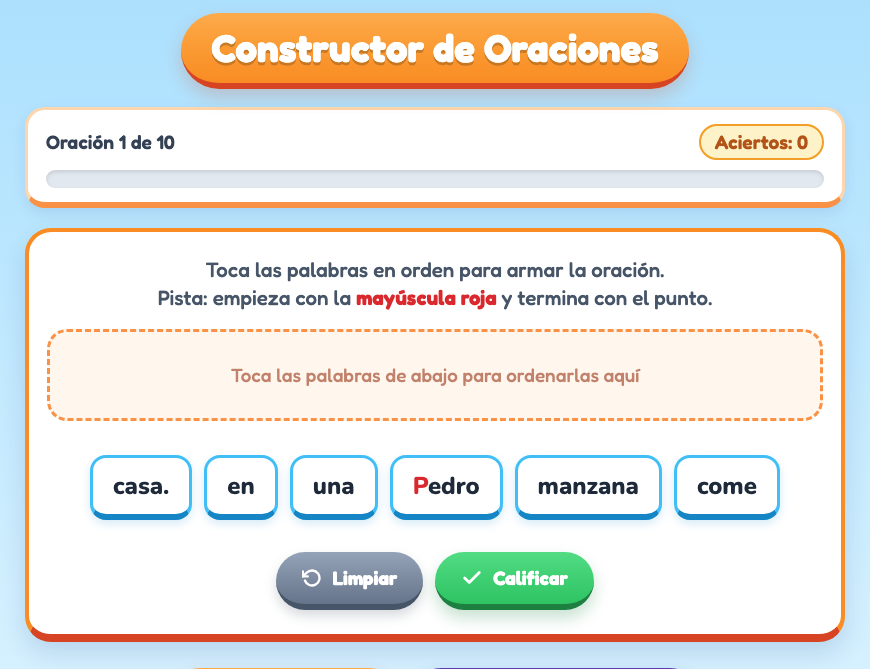 Constructor de Oraciones
Oración 1 de 10
Aciertos: 0
Toca las palabras en orden para armar la oración.
Pista: empieza con la mayúscula roja y termina con el punto.
Toca las palabras de abajo para ordenarlas aquí
casa. en una Pedro manzana come
Limpiar Calificar